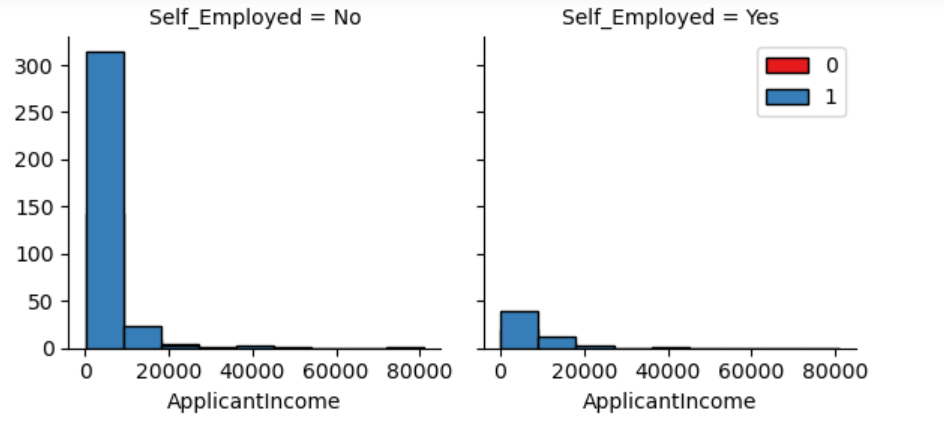 Self_Employed = No
Self_Employed = Yes
300
250
200
150
100
50
0
0
1
0 20000 40000 60000 80000
0 20000 40000 60000 80000
ApplicantIncome
ApplicantIncome